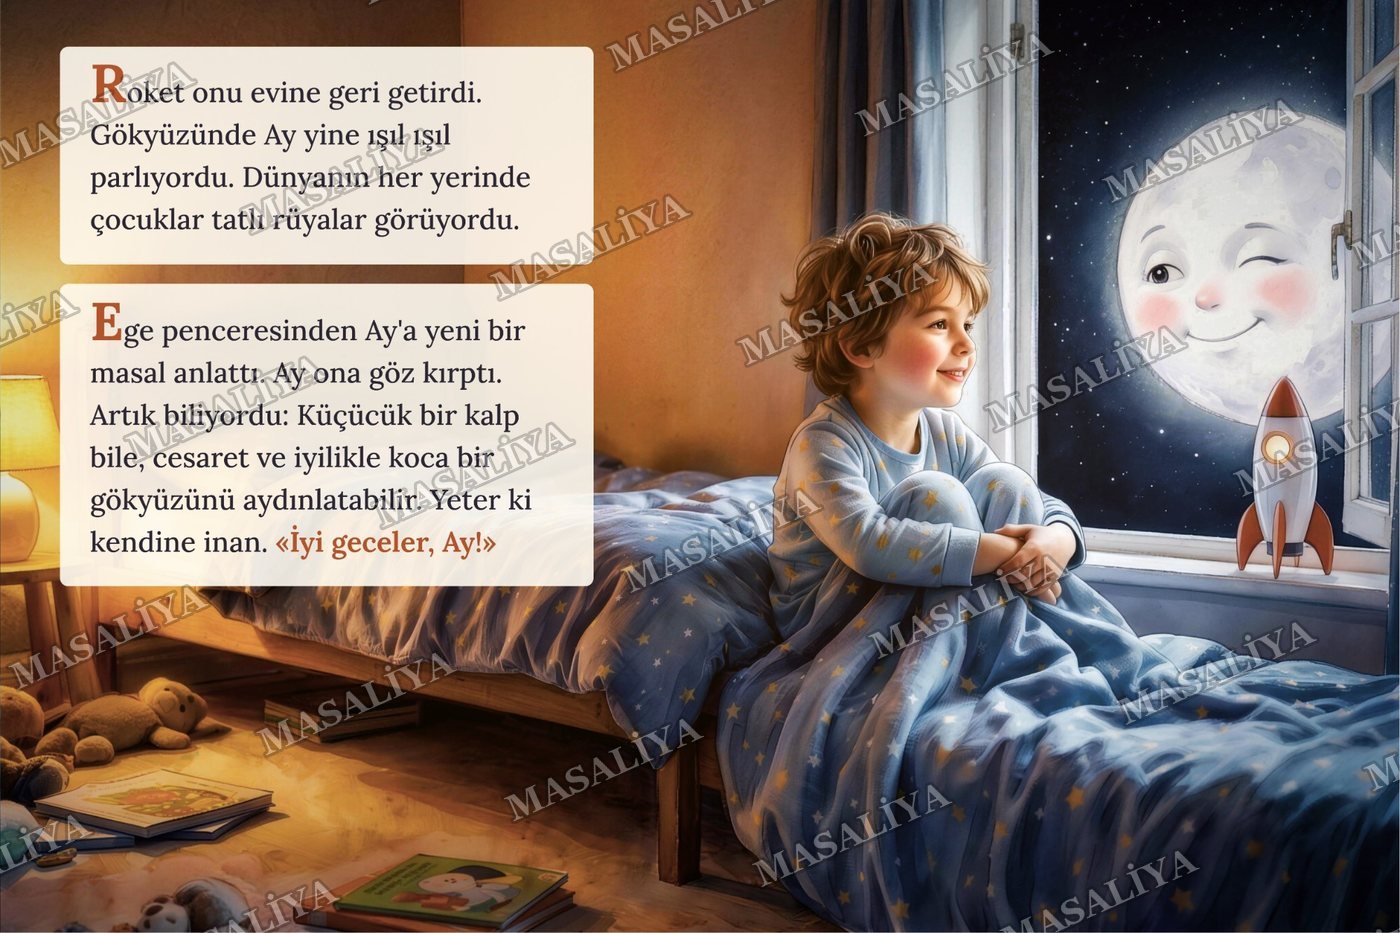 Roket onu evine geri getirdi.
Gökyüzünde Ay yine ışıl ışıl
parlıyordu. Dünyanın her yerinde
çocuklar tatlı rüyalar görüyordu.
Ege penceresinden Ay'a yeni bir
masal anlattı. Ay ona göz kırptı.
Artık biliyordu: Küçücük bir kalp
bile, cesaret ve iyilikle koca bir
gökyüzünü aydınlatabilir. Yeter ki
kendine inan. «İyi geceler, Ay!»
MASALİYA